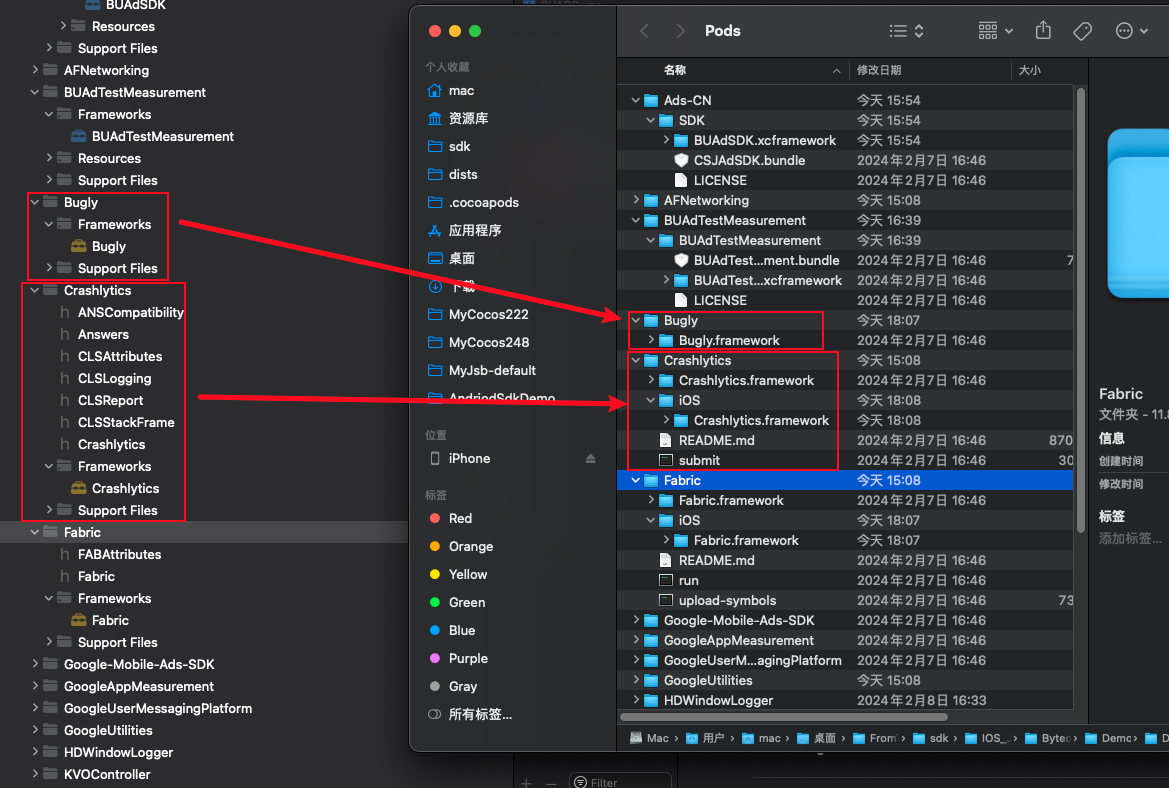 BUAdSDK
Resources
Support Files
AFNetworking
BUAdTestMeasurement
Frameworks
BUAdTestMeasurement
Resources
Support Files
Bugly
Frameworks
Bugly
Support Files
Crashlytics
ANSCompatibility
Answers
CLSAttributes
CLSLogging
CLSReport
CLSStackFrame
Crashlytics
Frameworks
Crashlytics
Support Files
Fabric
FABAttributes
Fabric
Frameworks
Fabric
Support Files
Google-Mobile-Ads-SDK
GoogleAppMeasurement
GoogleUserMessagingPlatform
GoogleUtilities
HDWindowLogger
KVOController
个人收藏
mac
资源库
sdk
dists
.cocoapods
应用程序
桌面
下载
MyCocos222
MyCocos248
MyJsb-default
AndriodSdkDemo
位置
iPhone
标签
Red
Orange
Yellow
Green
Blue
Purple
Gray
所有标签...
Pods
名称 修改日期 大小
Ads-CN 今天 15:54
SDK 今天 15:54
BUAdSDK.xcframework 今天 15:54
CSJAdSDK.bundle 2024年2月7日 16:46
LICENSE 2024年2月7日 16:46
AFNetworking 今天 15:08
BUAdTestMeasurement 今天 16:39
BUAdTestMeasurement 今天 16:39
BUAdTest...ment.bundle 2024年2月7日 16:46 7
BUAdTest...xcframework 2024年2月7日 16:46
LICENSE 2024年2月7日 16:46
Bugly 今天 18:07
Bugly.framework 2024年2月7日 16:46
Crashlytics 今天 15:08
Crashlytics.framework 2024年2月7日 16:46
iOS 今天 18:08
Crashlytics.framework 今天 18:08
README.md 2024年2月7日 16:46 870
submit 2024年2月7日 16:46 30
Fabric 今天 15:08
Fabric.framework 2024年2月7日 16:46
iOS 今天 18:07
Fabric.framework 今天 18:07
README.md 2024年2月7日 16:46
run 2024年2月7日 16:46
upload-symbols 2024年2月7日 16:46 73
Google-Mobile-Ads-SDK 2024年2月7日 16:46
GoogleAppMeasurement 2024年2月7日 16:46
GoogleUserM...agingPlatform 2024年2月7日 16:46
GoogleUtilities 今天 15:08
HDWindowLogger 2024年2月8日 16:33
Mac › 用户 › mac › 桌面 › From › sdk › IOS_ › Bytec › Demo › D
Fabric
文件夹 - 11.8
信息
创建时间
修改时间
标签
添加标签...
Filter